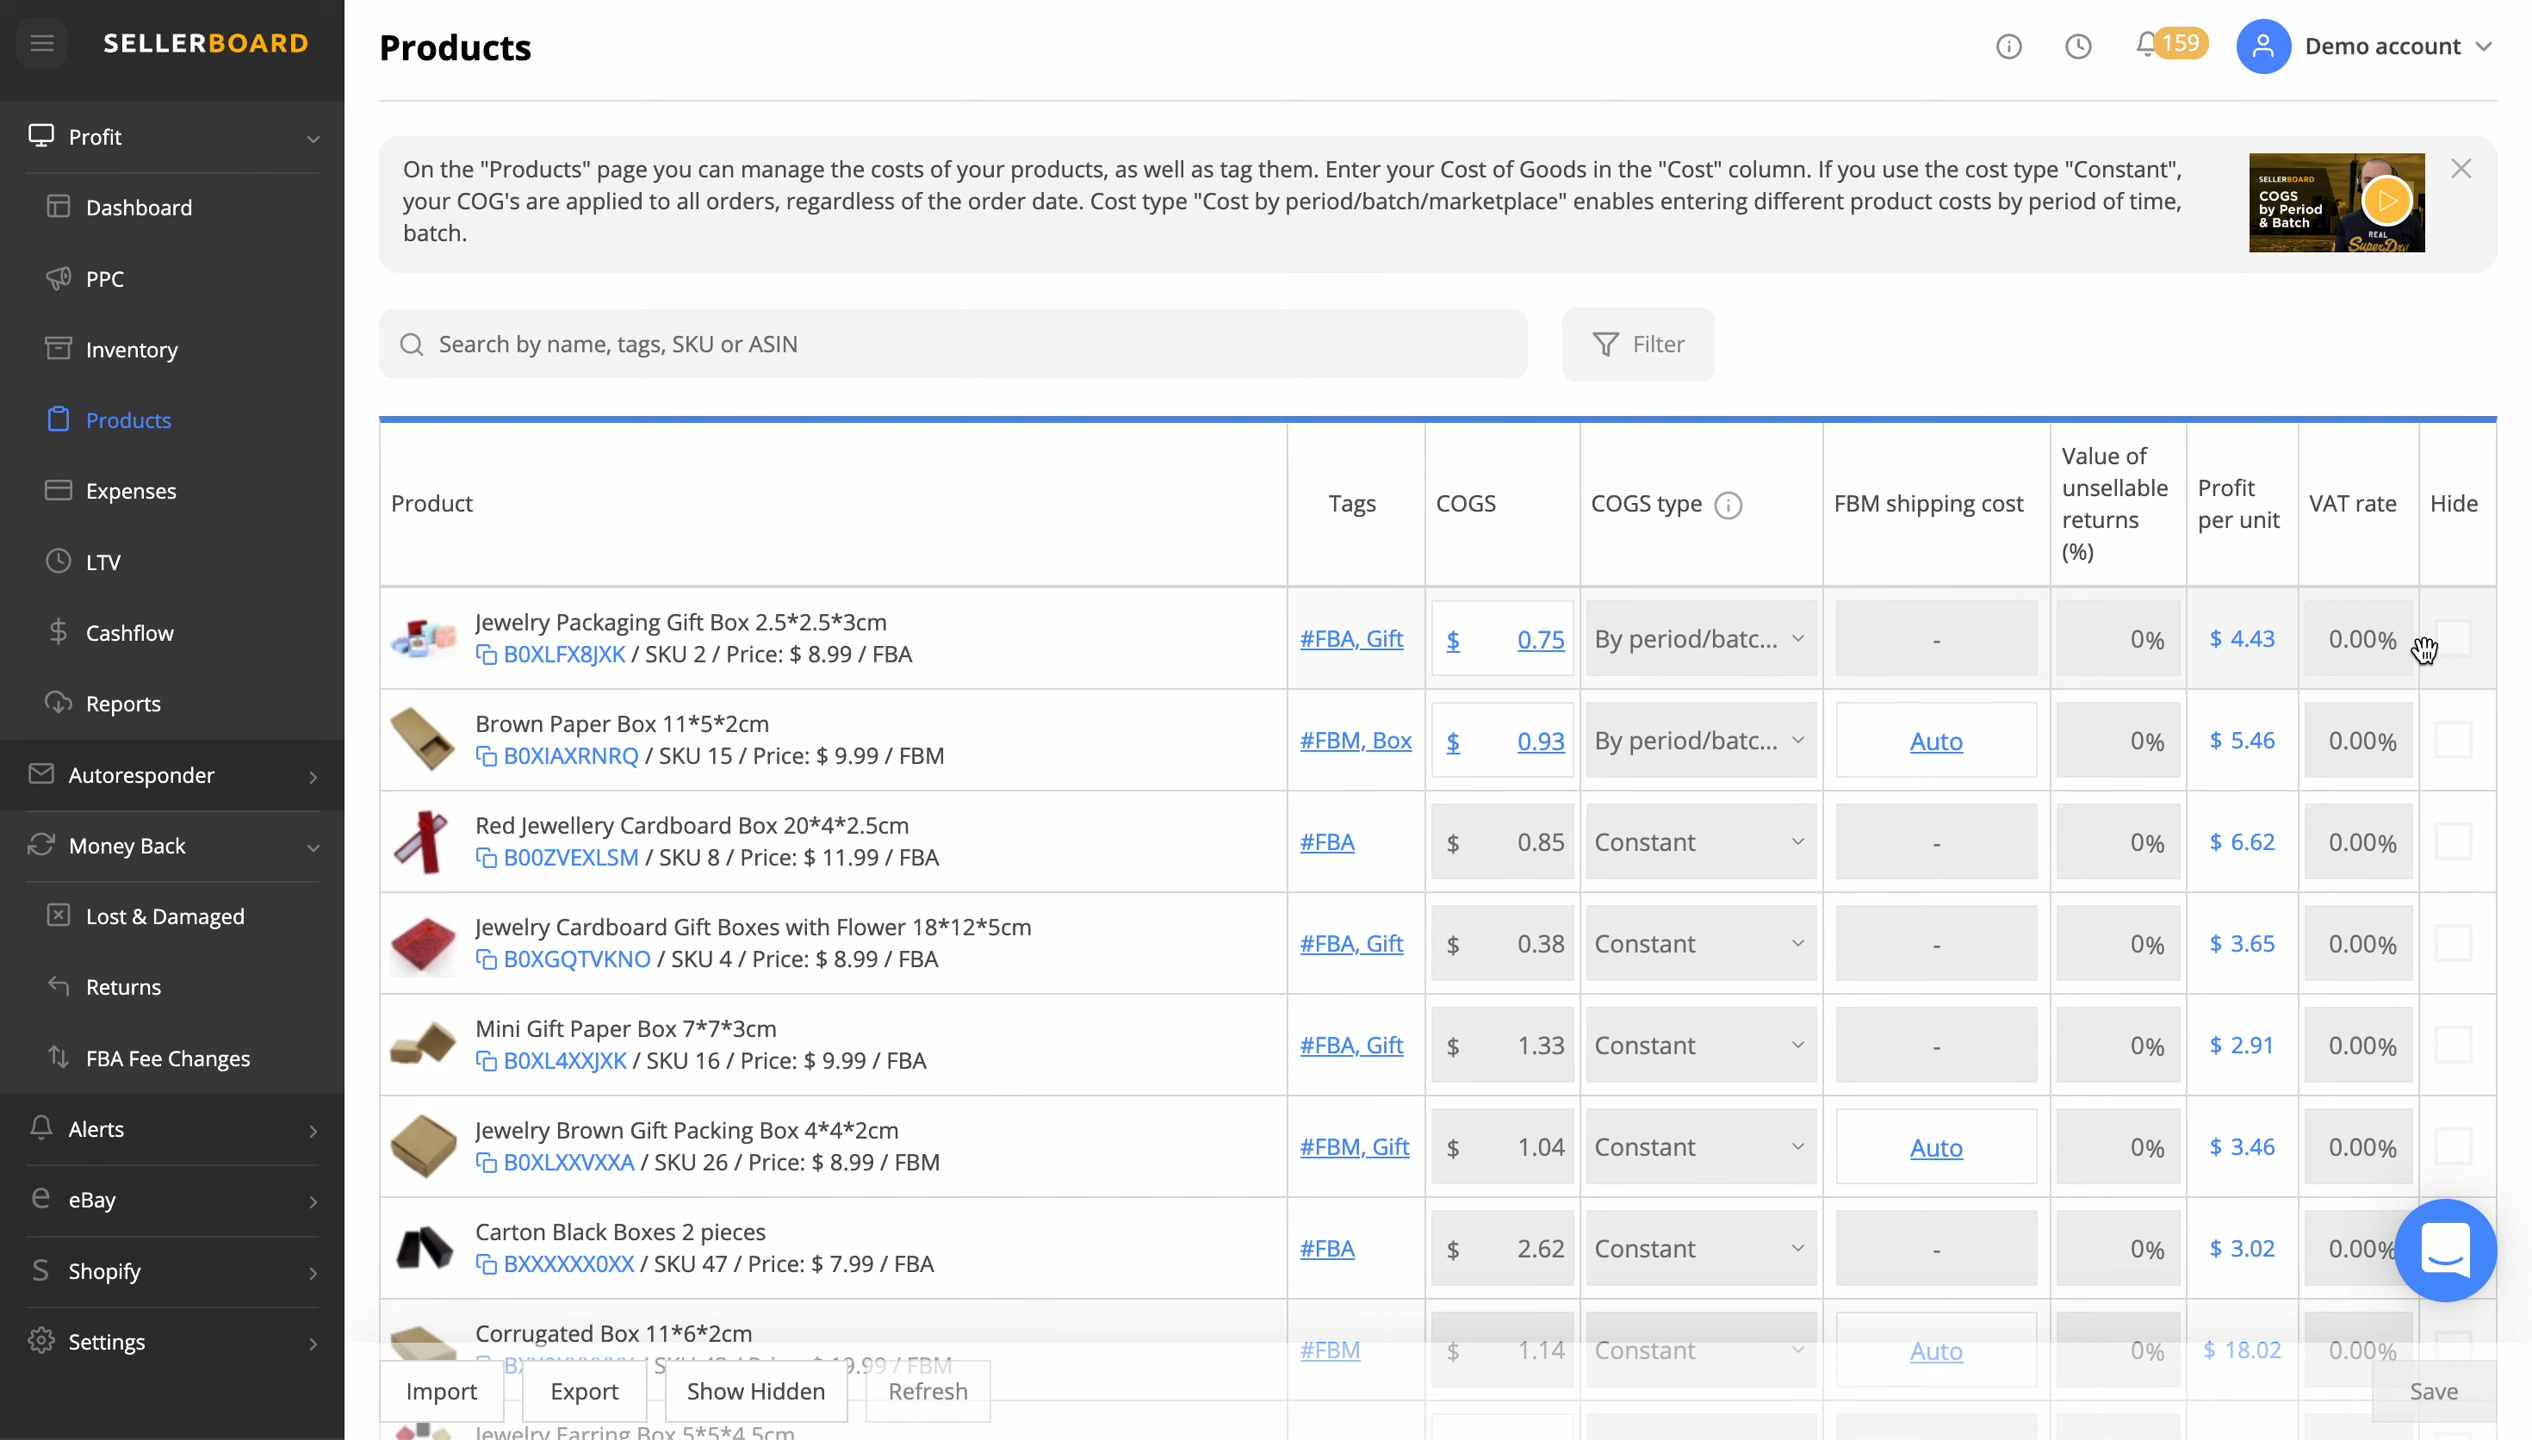 SELLERBOARD
Products
159
Demo account
Profit
Dashboard
PPC
Inventory
Products
Expenses
LTV
Cashflow
Reports
Autoresponder
Money Back
Lost & Damaged
Returns
FBA Fee Changes
Alerts
eBay
Shopify
Settings
On the "Products" page you can manage the costs of your products, as well as tag them. Enter your Cost of Goods in the "Cost" column. If you use the cost type "Constant",
your COG's are applied to all orders, regardless of the order date. Cost type "Cost by period/batch/marketplace" enables entering different product costs by period of time,
batch.
SELLERBOARD
COGS
by Period
& Batch
REAL
SuperDry
Search by name, tags, SKU or ASIN
Filter
Product
Tags
COGS
COGS type
FBM shipping cost
Value of
unsellable
returns
(%)
Profit
per unit
VAT rate
Hide
Jewelry Packaging Gift Box 2.5*2.5*3cm
B0XLFX8JXK / SKU 2 / Price: $ 8.99 / FBA
#FBA, Gift
$ 0.75
By period/batc...
-
0%
$ 4.43
0.00%
Brown Paper Box 11*5*2cm
B0XIAXRNRQ / SKU 15 / Price: $ 9.99 / FBM
#FBM, Box
$ 0.93
By period/batc...
Auto
0%
$ 5.46
0.00%
Red Jewellery Cardboard Box 20*4*2.5cm
B00ZVEXLSM / SKU 8 / Price: $ 11.99 / FBA
#FBA
$ 0.85
Constant
-
0%
$ 6.62
0.00%
Jewelry Cardboard Gift Boxes with Flower 18*12*5cm
B0XGQTVKNO / SKU 4 / Price: $ 8.99 / FBA
#FBA, Gift
$ 0.38
Constant
-
0%
$ 3.65
0.00%
Mini Gift Paper Box 7*7*3cm
B0XL4XXJXK / SKU 16 / Price: $ 9.99 / FBA
#FBA, Gift
$ 1.33
Constant
-
0%
$ 2.91
0.00%
Jewelry Brown Gift Packing Box 4*4*2cm
B0XLXXVXXA / SKU 26 / Price: $ 8.99 / FBM
#FBM, Gift
$ 1.04
Constant
Auto
0%
$ 3.46
0.00%
Carton Black Boxes 2 pieces
BXXXXXX0XX / SKU 47 / Price: $ 7.99 / FBA
#FBA
$ 2.62
Constant
-
0%
$ 3.02
0.00%
Corrugated Box 11*6*2cm
/ FBM
#FBM
$ 1.14
Constant
Auto
0%
$ 18.02
0.00%
Import
Export
Show Hidden
Refresh
Save
Jewelry Earring Box 5*5*4.5cm